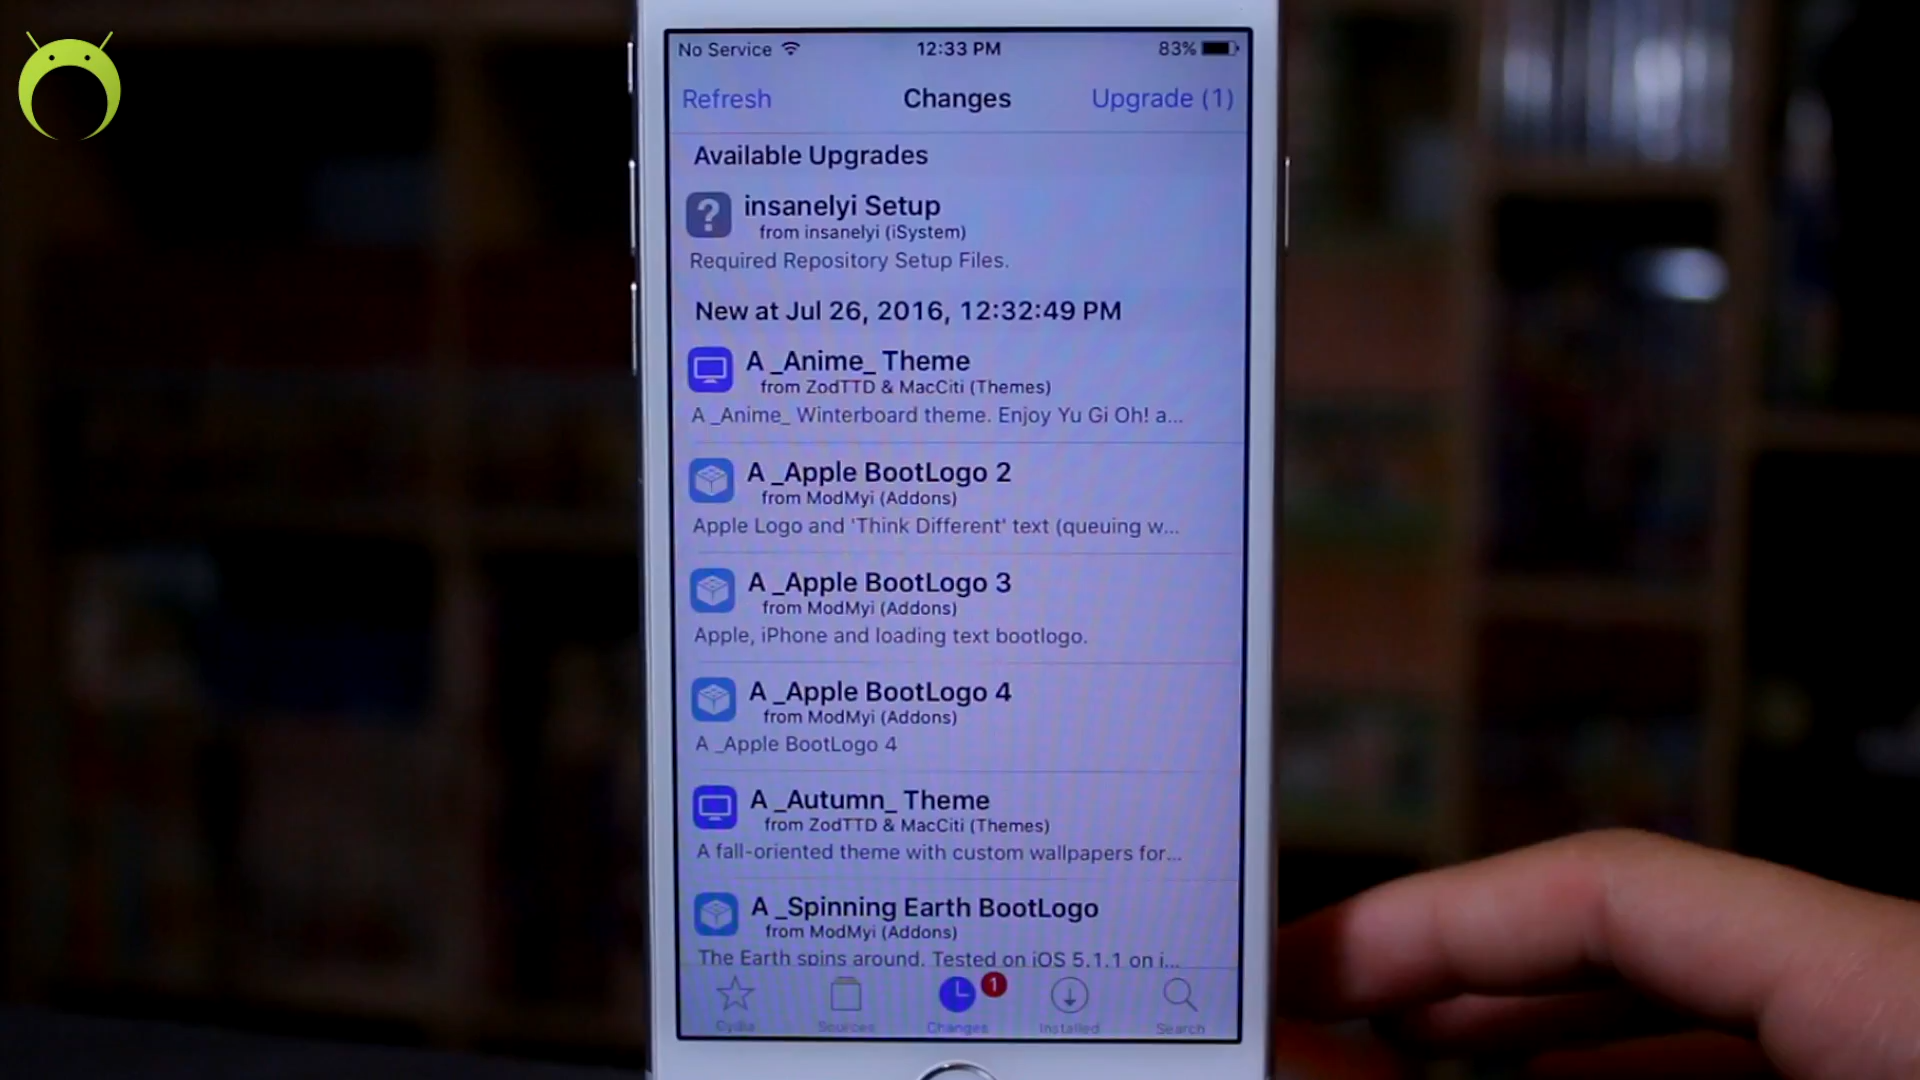 No Service 12:33 PM 83%
Refresh Changes Upgrade (1)
Available Upgrades
insanelyi Setup
from insanelyi (iSystem)
Required Repository Setup Files.
New at Jul 26, 2016, 12:32:49 PM
A _Anime_ Theme
from ZodTTD & MacCiti (Themes)
A _Anime_ Winterboard theme. Enjoy Yu Gi Oh! a...
A _Apple BootLogo 2
from ModMyi (Addons)
Apple Logo and 'Think Different' text (queuing w...
A _Apple BootLogo 3
from ModMyi (Addons)
Apple, iPhone and loading text bootlogo.
A _Apple BootLogo 4
from ModMyi (Addons)
A _Apple BootLogo 4
A _Autumn_ Theme
from ZodTTD & MacCiti (Themes)
A fall-oriented theme with custom wallpapers for...
A _Spinning Earth BootLogo
from ModMyi (Addons)
The Earth spins around. Tested on iOS 5.1.1 on i...
1
Cydia Sources Changes Installed Search